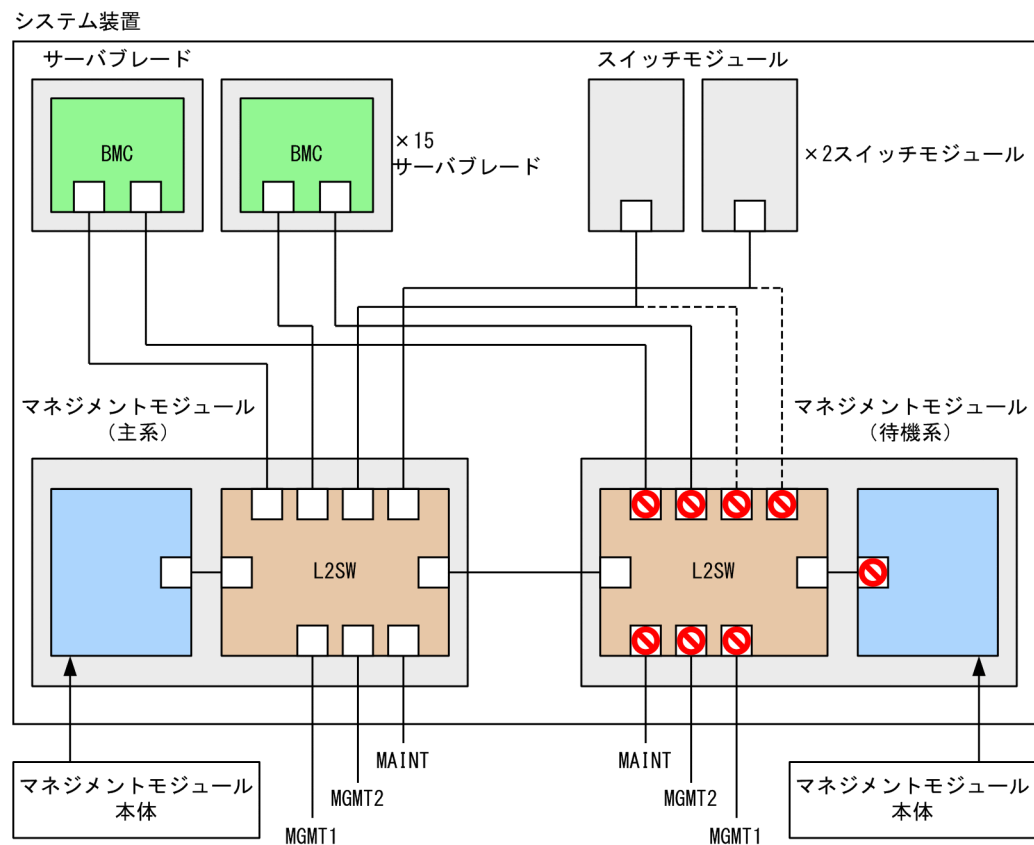 システム装置
サーバブレード
スイッチモジュール
BMC
BMC
×15
サーバブレード
×2スイッチモジュール
マネジメントモジュール
(主系)
マネジメントモジュール
(待機系)
L2SW
L2SW
MAINT
MGMT2
MGMT1
MAINT
MGMT2
MGMT1
マネジメントモジュール
本体
マネジメントモジュール
本体